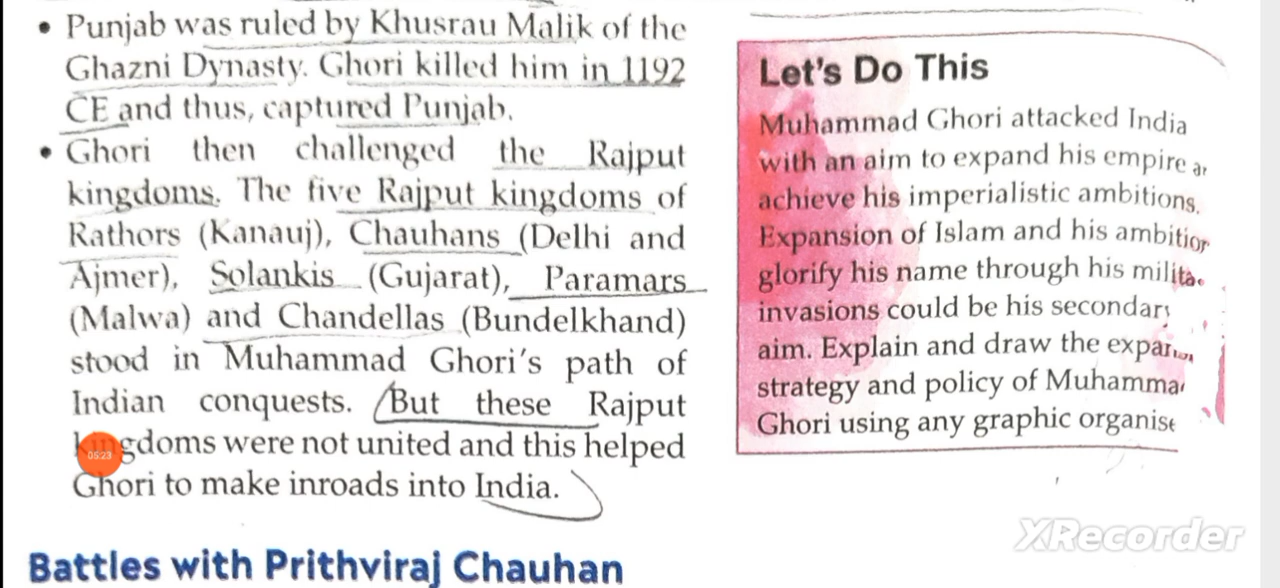 • Punjab was ruled by Khusrau Malik of the
Ghazni Dynasty. Ghori killed him in 1192
CE and thus, captured Punjab.
• Ghori then challenged the Rajput
kingdoms. The five Rajput kingdoms of
Rathors (Kanauj), Chauhans (Delhi and
Ajmer), Solankis (Gujarat), Paramars
(Malwa) and Chandellas (Bundelkhand)
stood in Muhammad Ghori's path of
Indian conquests. But these Rajput
kingdoms were not united and this helped
Ghori to make inroads into India.
Battles with Prithviraj Chauhan
Let's Do This
Muhammad Ghori attacked India
with an aim to expand his empire
achieve his imperialistic ambitions.
Expansion of Islam and his
glorify his name through his
invasions could be his secondary
aim. Explain and draw the
strategy and policy of
Ghori using any graphic
05:23
XRecorder